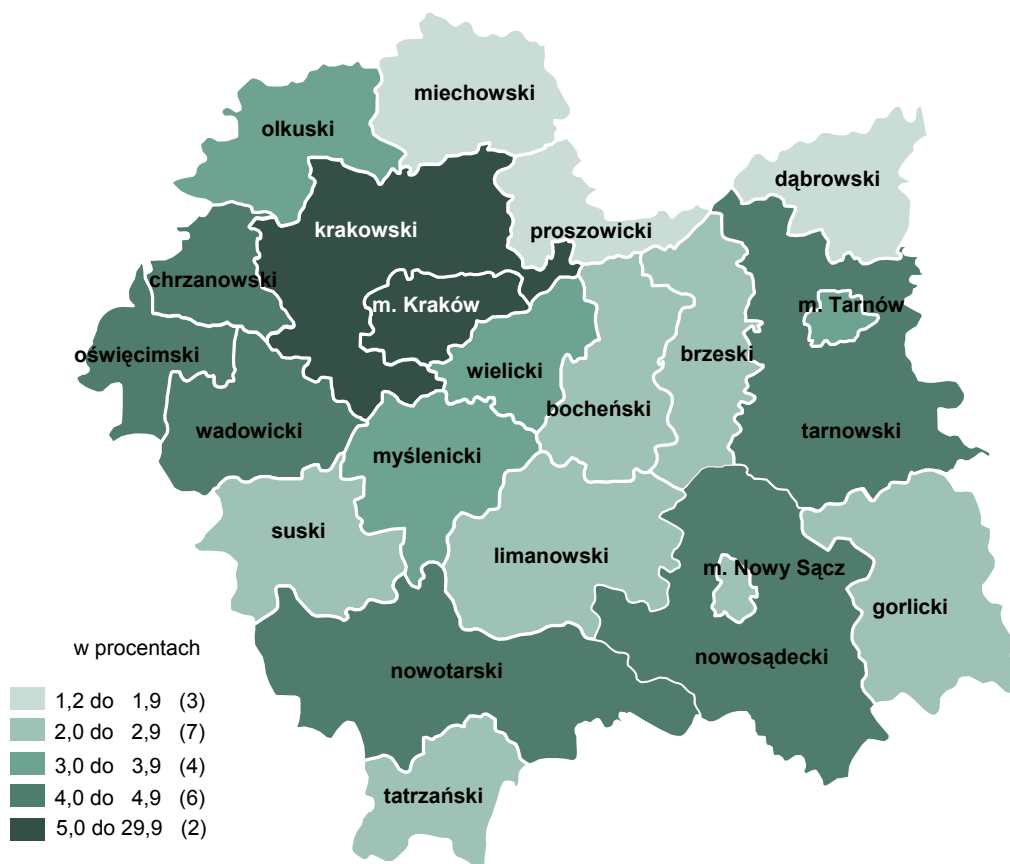 miechowski
olkuski
dąbrowski
krakowski
proszowicki
chrzanowski
m. Kraków
m. Tarnów
oświęcimski
wielicki
brzeski
bocheński
wadowicki
tarnowski
myślenicki
suski
limanowski
m. Nowy Sącz
gorlicki
nowotarski
nowosądecki
tatrzański
w procentach
1,2 do 1,9 (3)
2,0 do 2,9 (7)
3,0 do 3,9 (4)
4,0 do 4,9 (6)
5,0 do 29,9 (2)